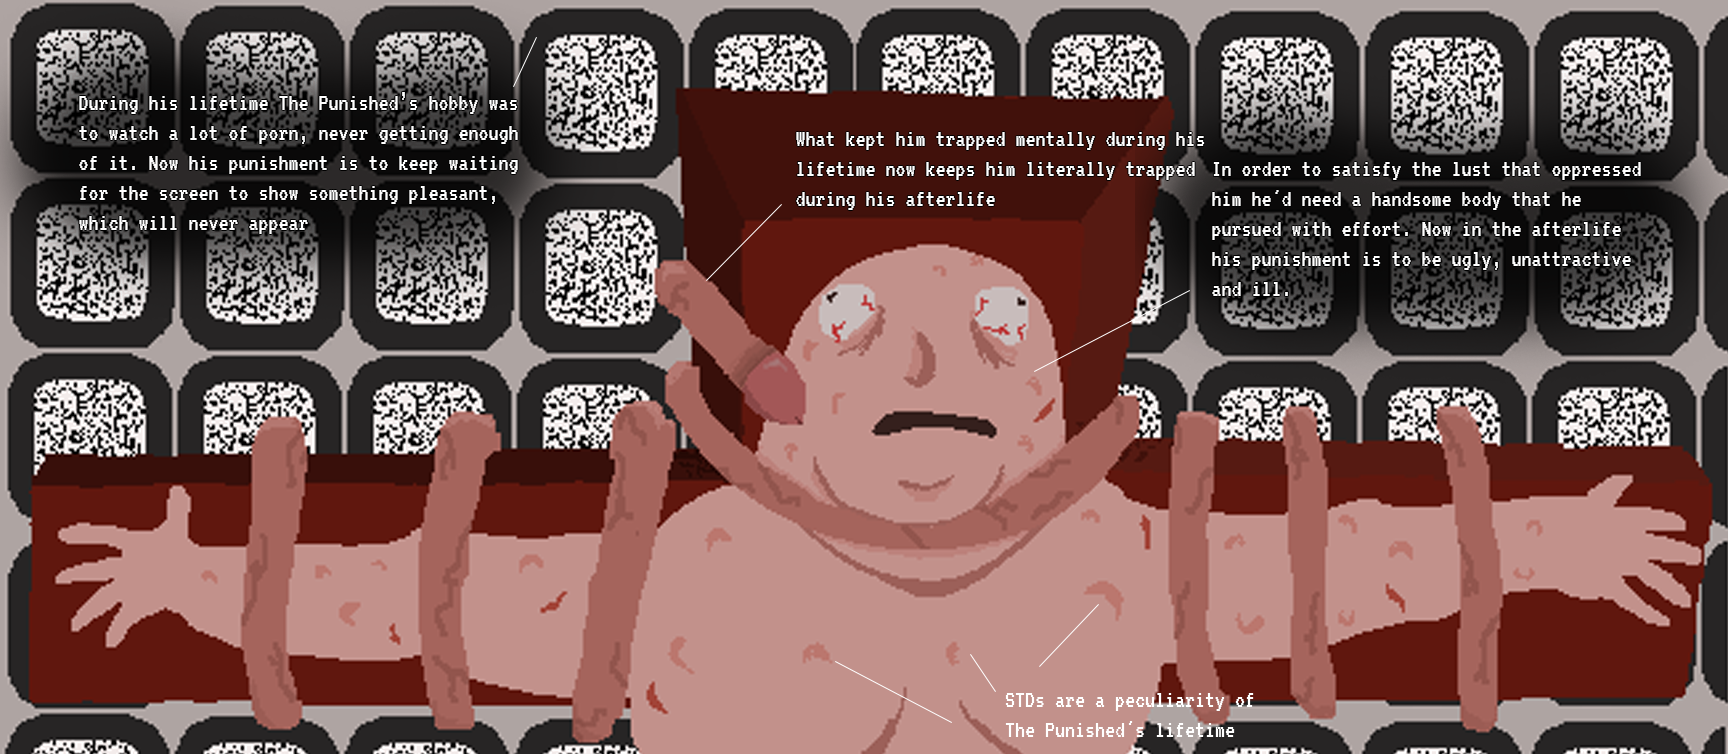 During his lifetime The Punished's hobby was
to watch a lot of porn, never getting enough
of it. Now his punishment is to keep waiting
for the screen to show something pleasant,
which will never appear
What kept him trapped mentally during his
lifetime now keeps him literally trapped
during his afterlife
In order to satisfy the lust that oppressed
him he'd need a handsome body that he
pursued with effort. Now in the afterlife
his punishment is to be ugly, unattractive
and ill.
STDs are a peculiarity of
The Punished's lifetime